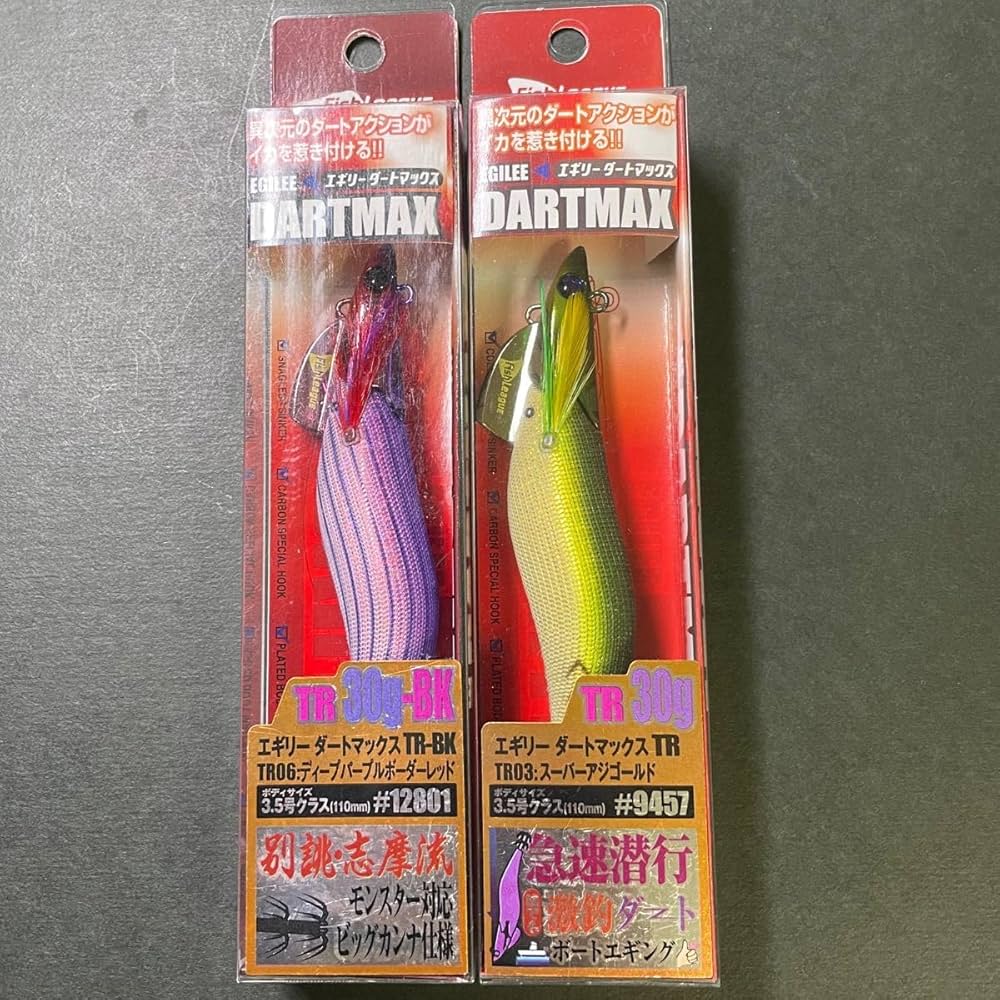 FishLeague
異次元のダートアクションが
イカを惹き付ける!!
EGILEE エギリーダートマックス
DARTMAX
FishLeague
SNAGLESS SINKER
CARBON SPECIAL HOOK
PLATED
TR 30g-BK
エギリー ダートマックス TR-BK
TR06:ディープパープルボーダーレッド
ボディサイズ
3.5号クラス(110mm) #12801
別誂・志摩流
モンスター対応
ビッグカンナ仕様
FishLeague
異次元のダートアクションが
イカを惹き付ける!!
EGILEE エギリーダートマックス
DARTMAX
FishLeague
SINKER
CARBON SPECIAL HOOK
PLATED
TR 30g
エギリー ダートマックス TR
TR03:スーパーアジゴールド
ボディサイズ
3.5号クラス(110mm) #9457
急速潜行
激釣ダート
ボートエギング